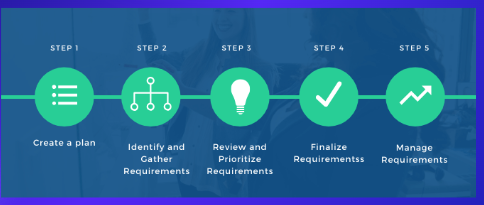 STEP 1
Create a plan
STEP 2
Identify and
Gather
Requirements
STEP 3
Review and
Prioritize
Requirements
STEP 4
Finalize
Requirementss
STEP 5
Manage
Requirements